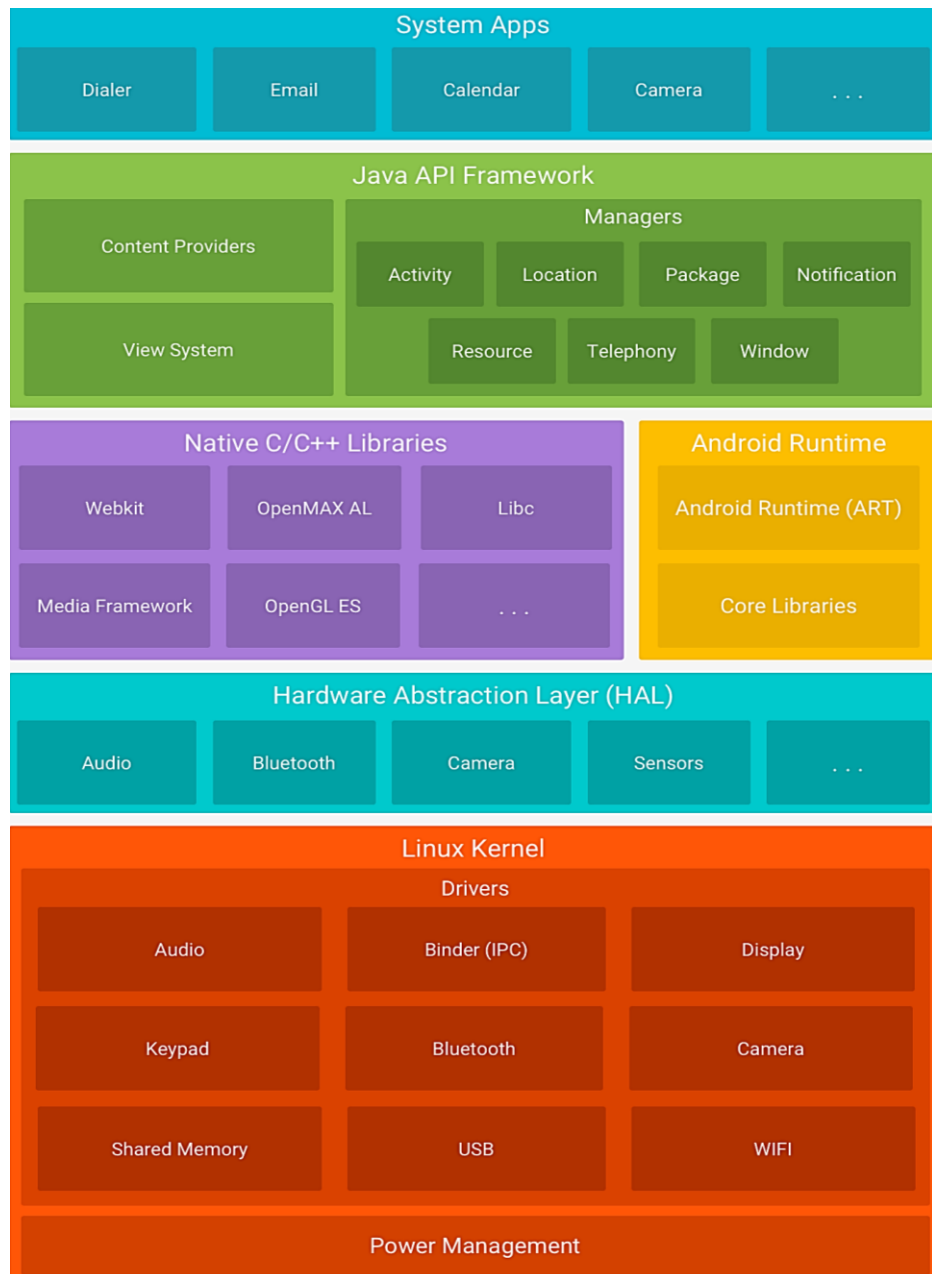 System Apps
Dialer
Email
Calendar
Camera
. . .
Java API Framework
Content Providers
View System
Managers
Activity
Location
Package
Notification
Resource
Telephony
Window
Native C/C++ Libraries
Webkit
OpenMAX AL
Libc
Media Framework
OpenGL ES
. . .
Android Runtime
Android Runtime (ART)
Core Libraries
Hardware Abstraction Layer (HAL)
Audio
Bluetooth
Camera
Sensors
. . .
Linux Kernel
Drivers
Audio
Binder (IPC)
Display
Keypad
Bluetooth
Camera
Shared Memory
USB
WIFI
Power Management